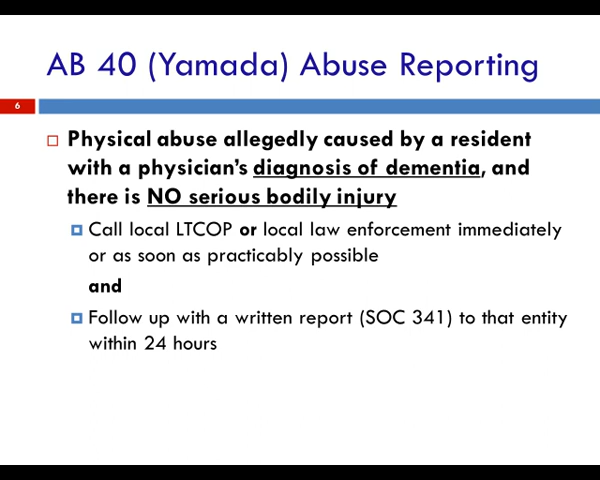 AB 40 (Yamada) Abuse Reporting
6
Physical abuse allegedly caused by a resident
with a physician's diagnosis of dementia, and
there is NO serious bodily injury
Call local LTCOP or local law enforcement immediately
or as soon as practicably possible
and
Follow up with a written report (SOC 341) to that entity
within 24 hours